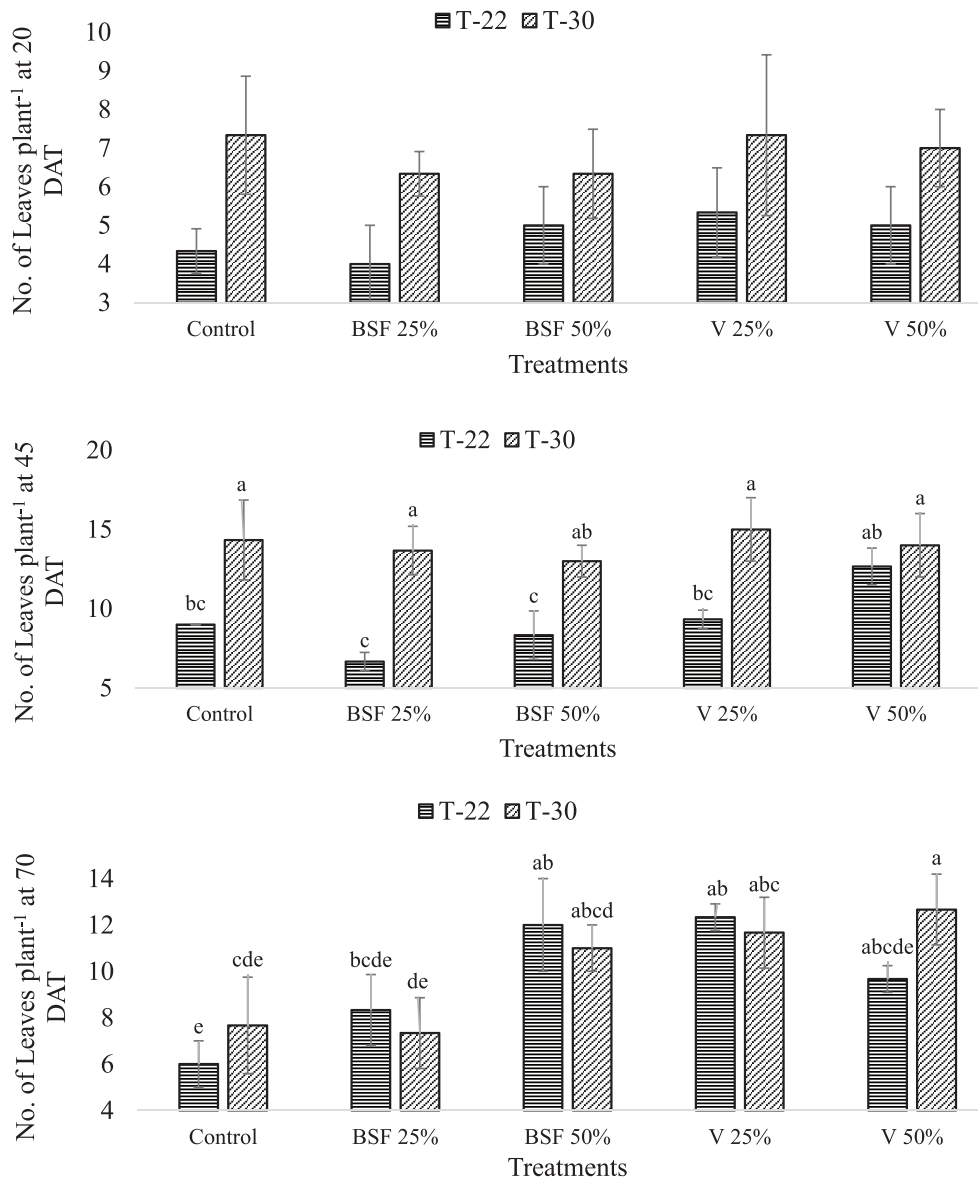 T-22 T-30
No. of Leaves plant-1 at 20
DAT
10
9
8
7
6
5
4
3
Control BSF 25% BSF 50% V 25% V 50%
Treatments
T-22 T-30
No. of Leaves plant-1 at 45
DAT
20
15
10
5
bc a c a c ab bc a ab a
Control BSF 25% BSF 50% V 25% V 50%
Treatments
T-22 T-30
No. of Leaves plant-1 at 70
DAT
14
12
10
8
6
4
e cde bcde de ab abcd ab abc abcde a
Control BSF 25% BSF 50% V 25% V 50%
Treatments